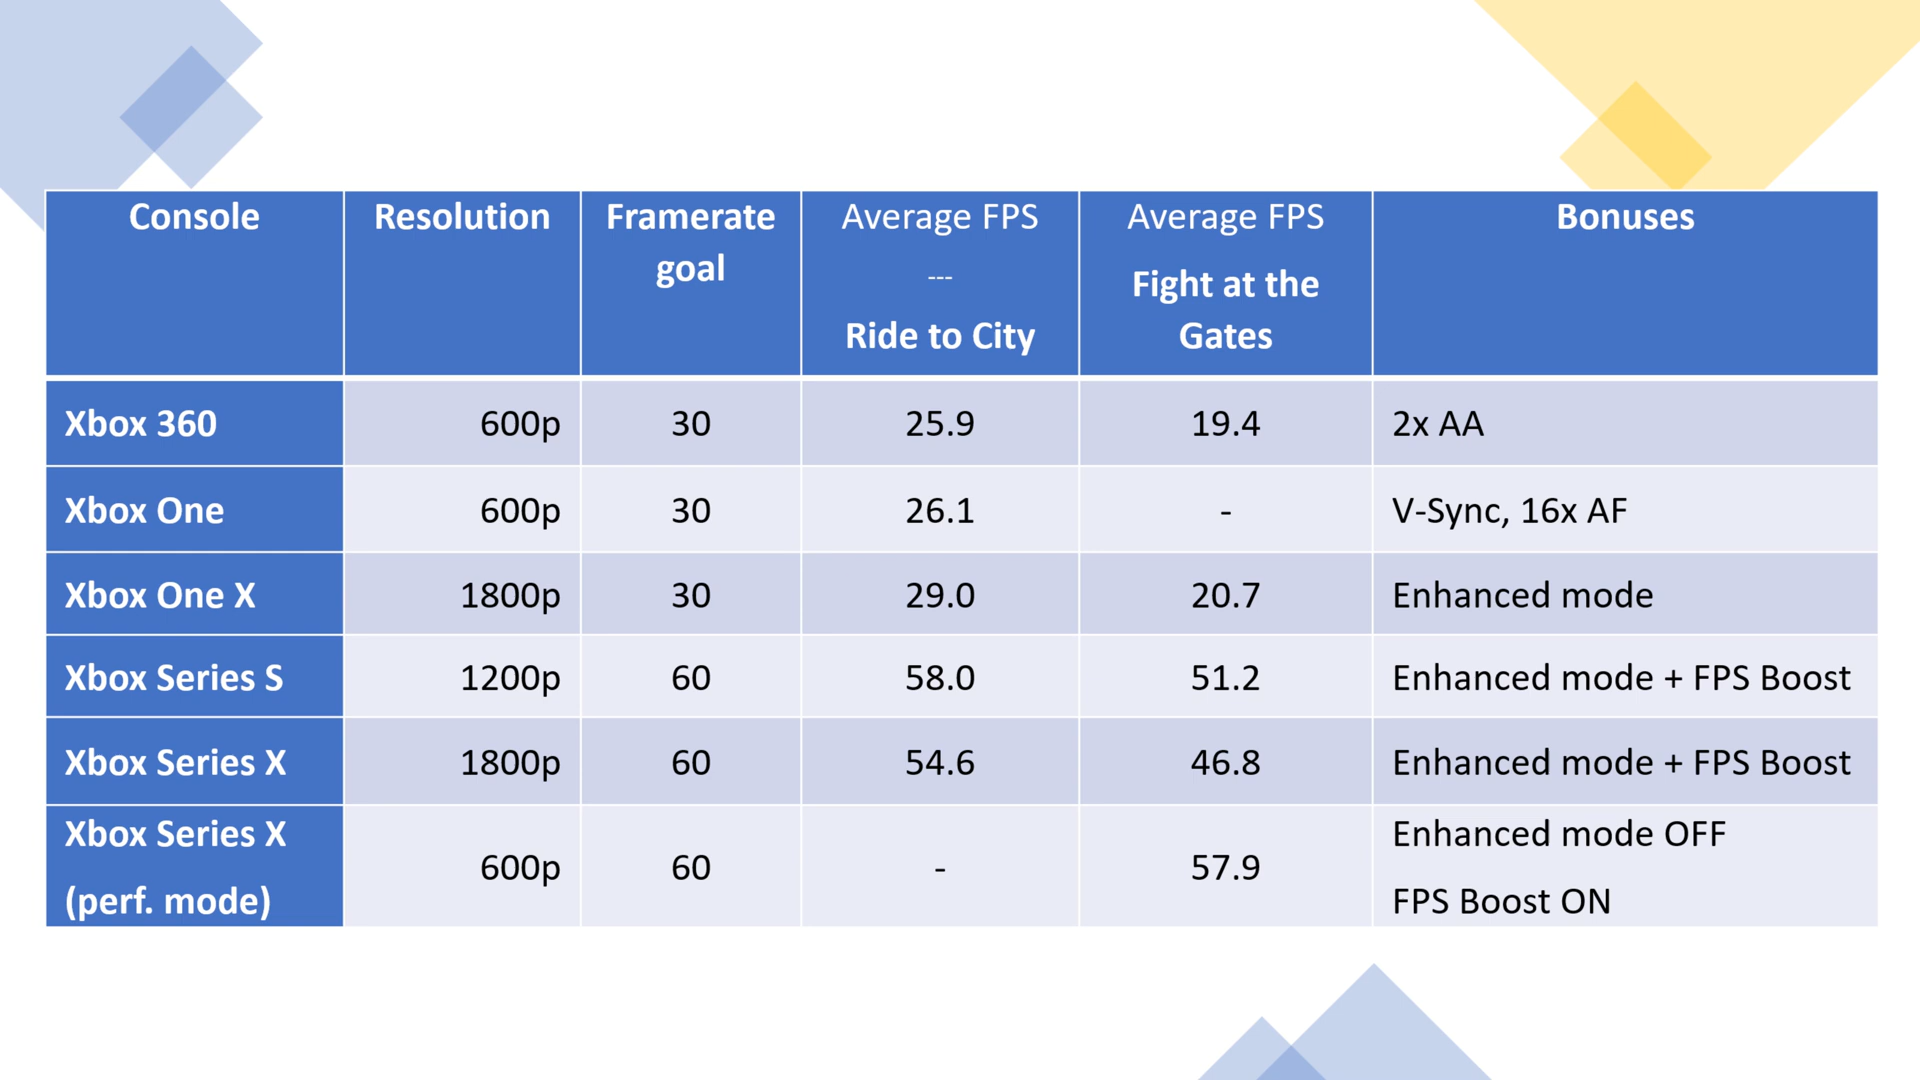 Console
Resolution
Framerate
goal
Average FPS
---
Ride to City
Average FPS
Fight at the
Gates
Bonuses
Xbox 360
600p
30
25.9
19.4
2x AA
Xbox One
600p
30
26.1
-
V-Sync, 16x AF
Xbox One X
1800p
30
29.0
20.7
Enhanced mode
Xbox Series S
1200p
60
58.0
51.2
Enhanced mode + FPS Boost
Xbox Series X
1800p
60
54.6
46.8
Enhanced mode + FPS Boost
Xbox Series X
(perf. mode)
600p
60
-
57.9
Enhanced mode OFF
FPS Boost ON